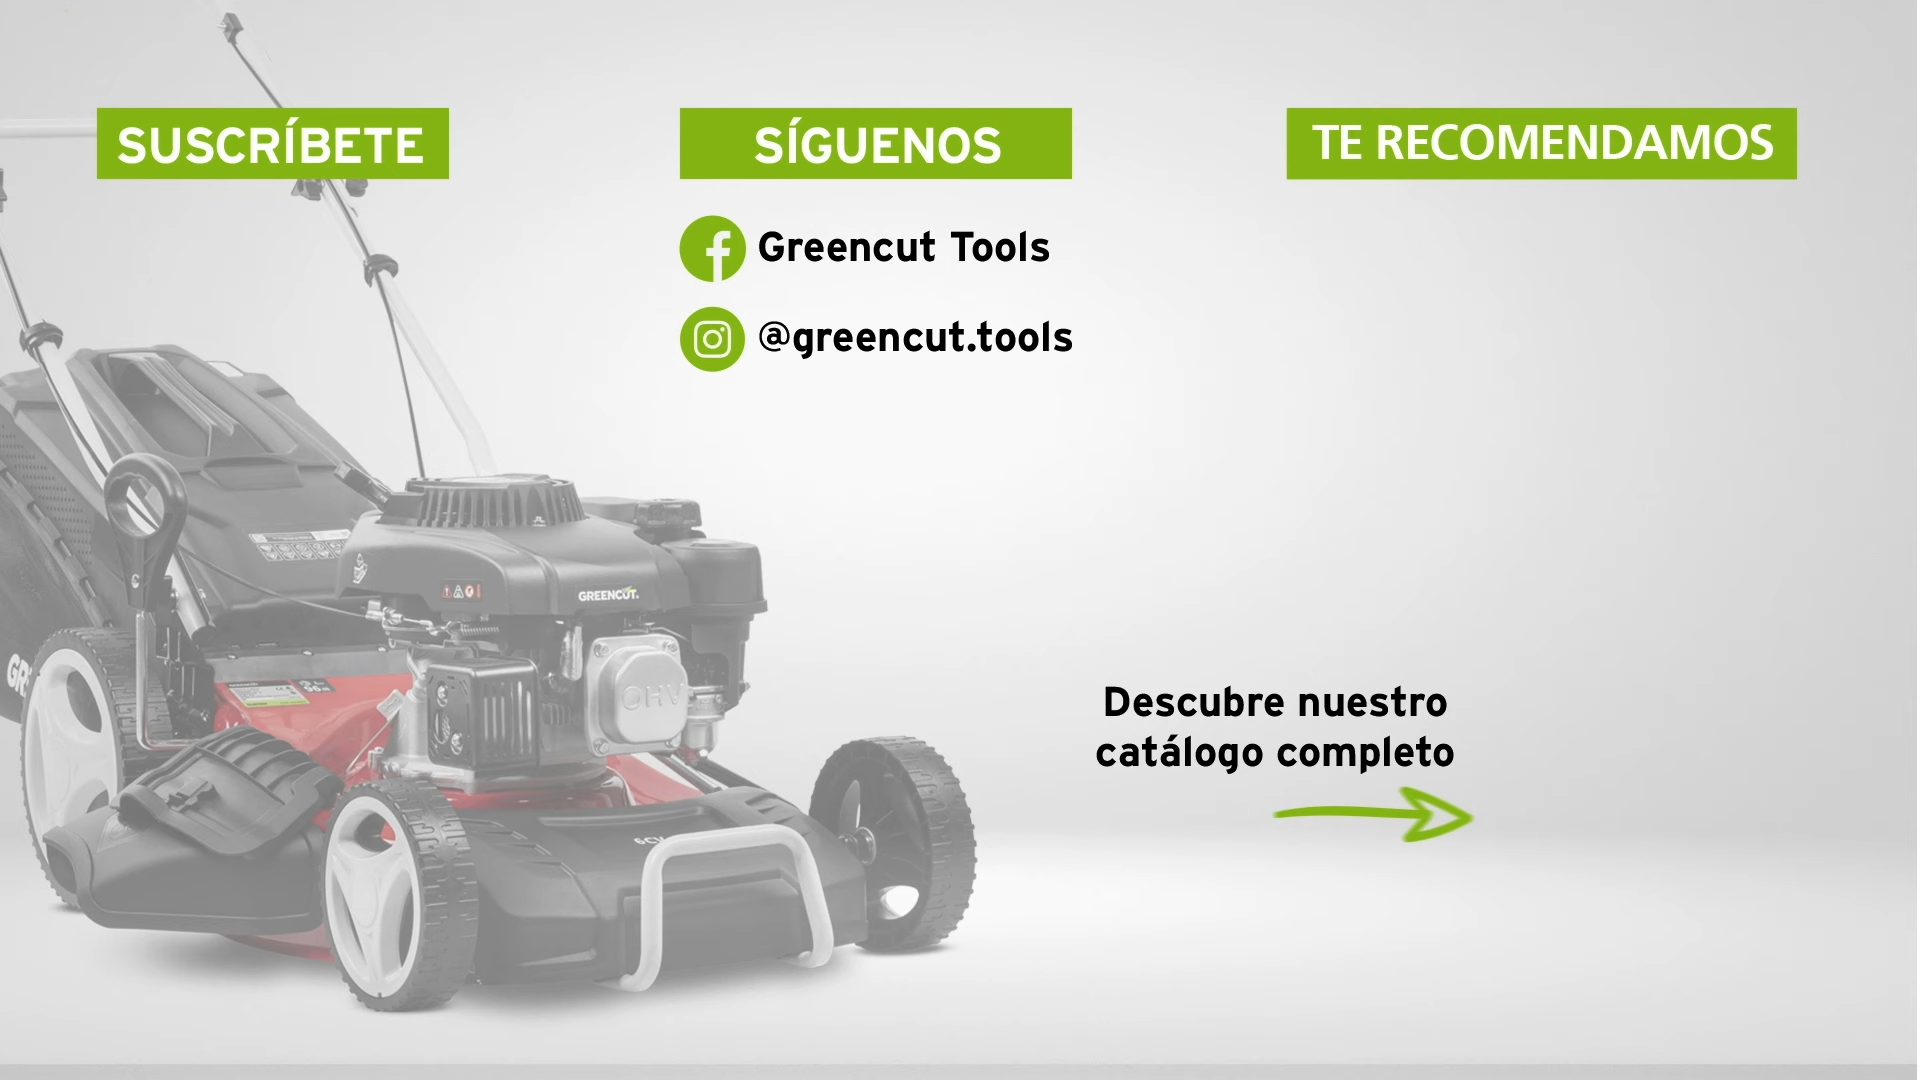 SUSCRÍBETE
SÍGUENOS
TE RECOMENDAMOS
Greencut Tools
@greencut.tools
GREENCUT.
OHV
Descubre nuestro
catálogo completo